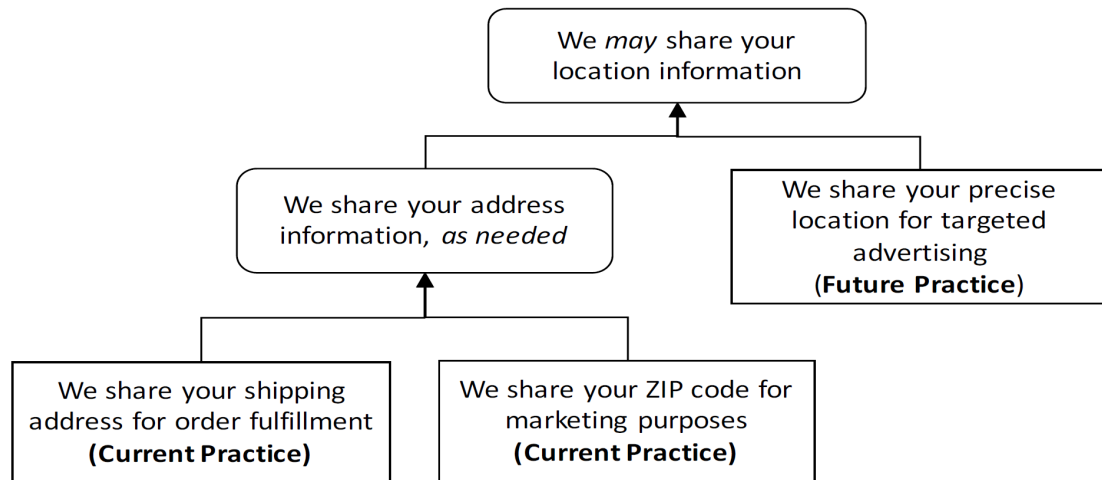 We may share your
location information
We share your address
information, as needed
We share your precise
location for targeted
advertising
(Future Practice)
We share your shipping
address for order fulfillment
(Current Practice)
We share your ZIP code for
marketing purposes
(Current Practice)